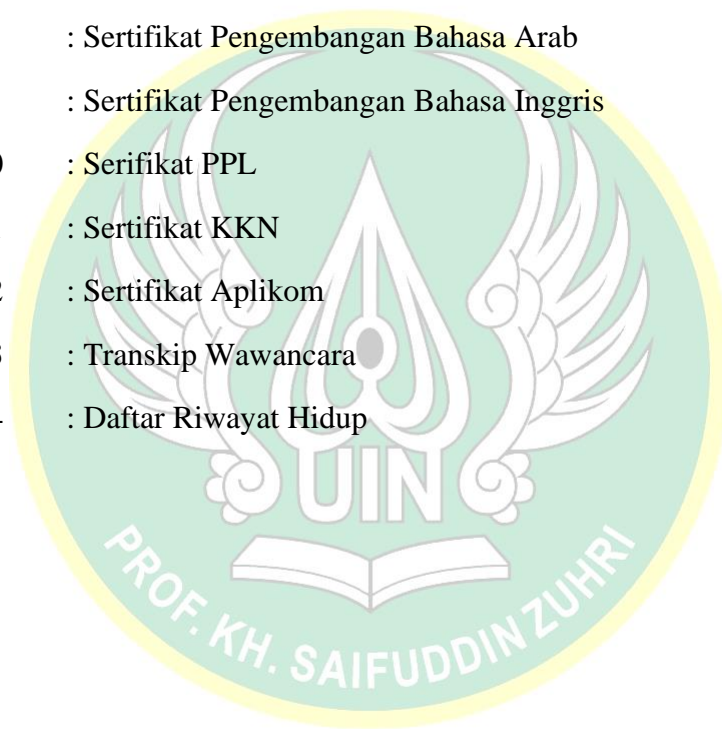 : Sertifikat Pengembangan Bahasa Arab
: Sertifikat Pengembangan Bahasa Inggris
: Serifikat PPL
: Sertifikat KKN
: Sertifikat Aplikom
: Transkip Wawancara
: Daftar Riwayat Hidup
UIN
PROF. KH. SAIFUDDIN ZUHRI